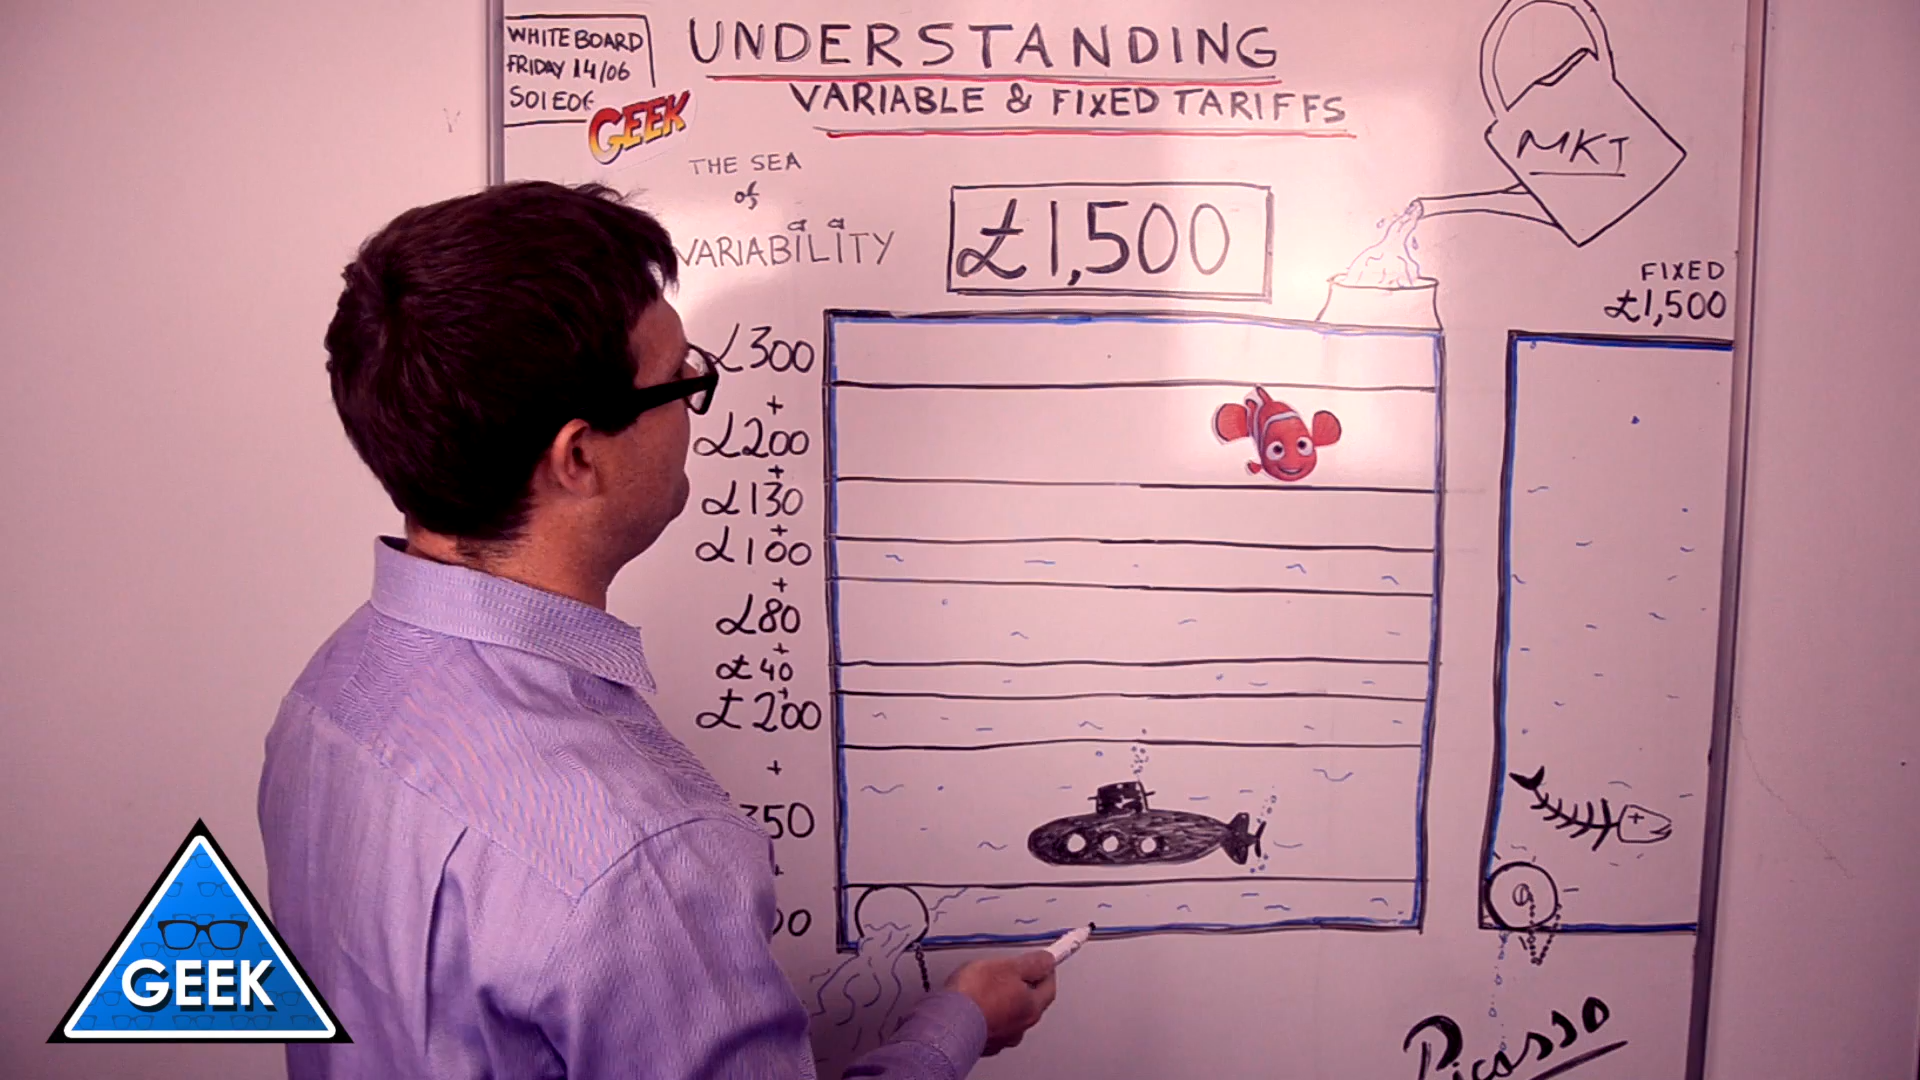 WHITEBOARD
FRIDAY 14/06
S01E06
GEEK
UNDERSTANDING
VARIABLE & FIXED TARIFFS
THE SEA
of
VARIABILITY
£1,500
MKT
FIXED
£1,500
£300
+
£200
+
£130
+
£100
+
£80
+
£40
+
£200
+
350
+
GEEK
Picasso